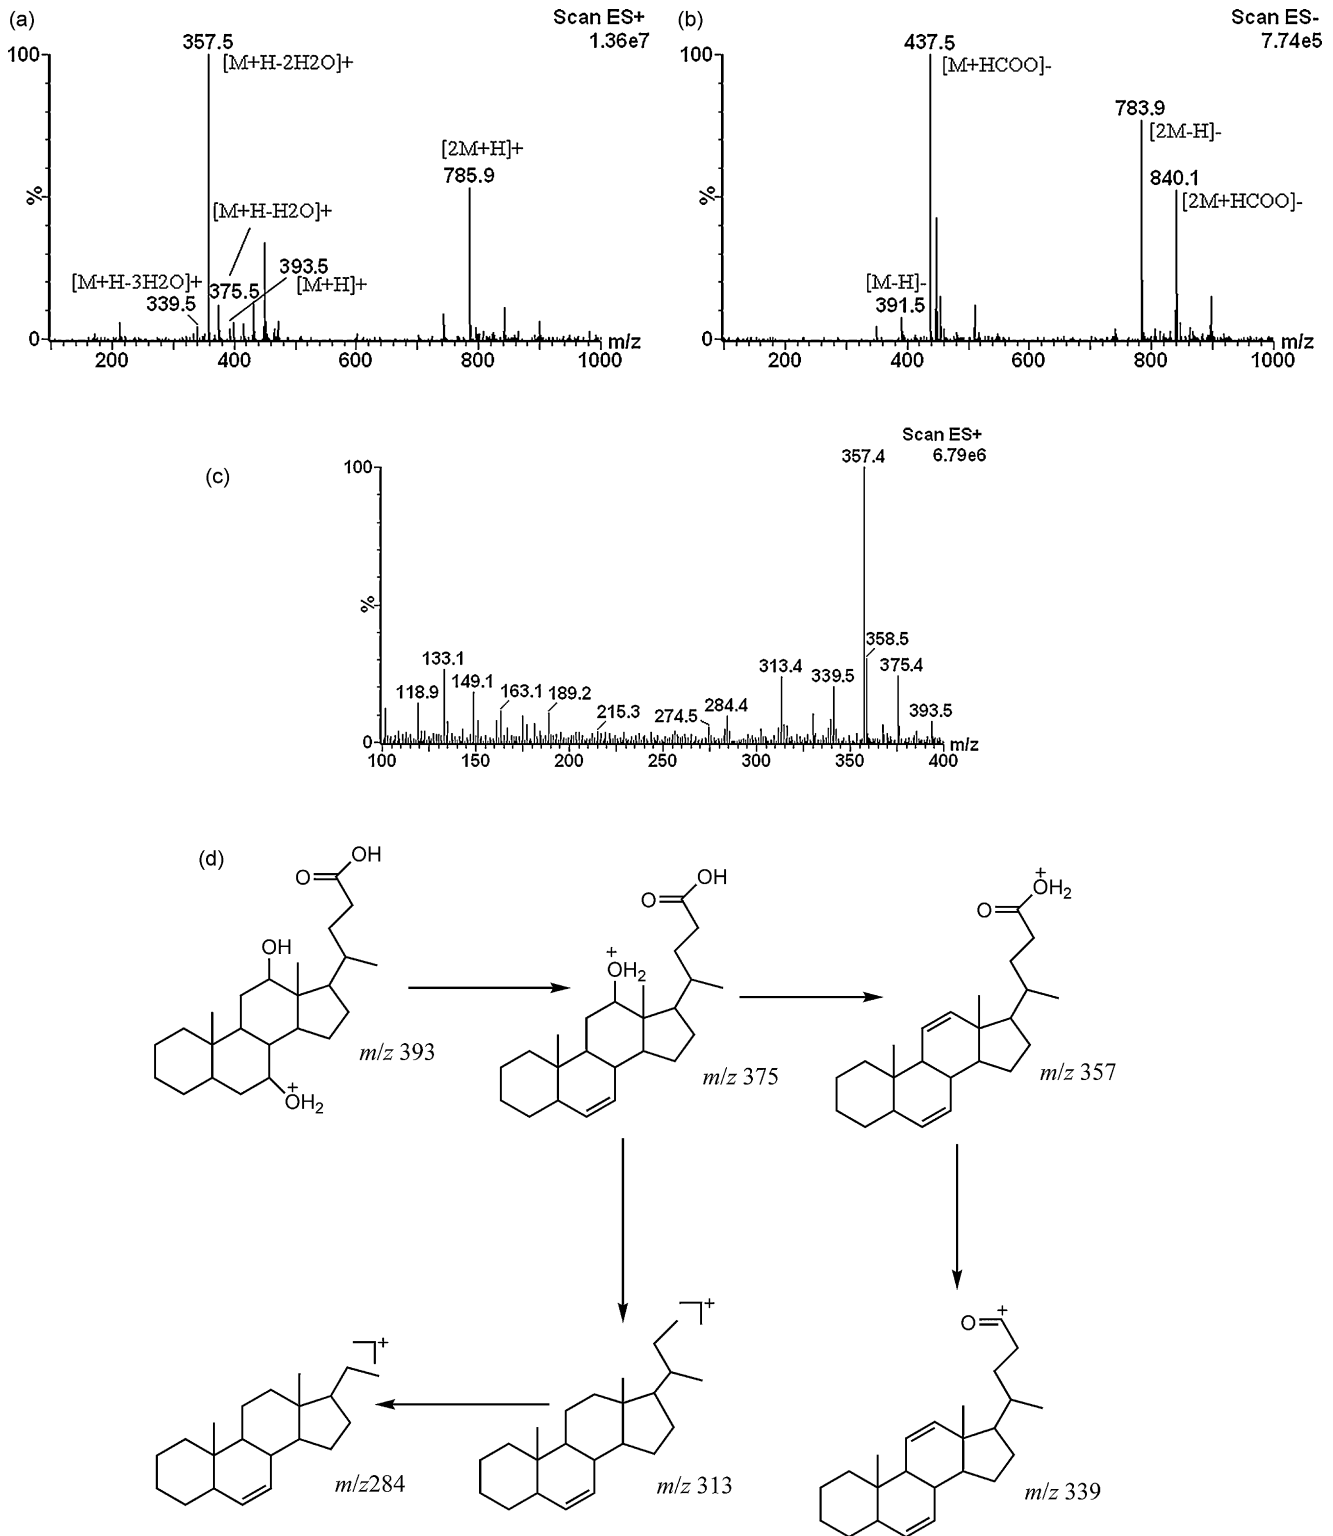 (a)
Scan ES+
1.36e7
100
357.5
[M+H-2H2O]+
[2M+H]+
785.9
%
[M+H-H2O]+
393.5
[M+H-3H2O]+
375.5
[M+H]+
339.5
0
m/z
200
400
600
800
1000
(b)
Scan ES-
7.74e5
100
437.5
[M+HCOO]-
783.9
[2M-H]-
840.1
%
[2M+HCOO]-
[M-H]-
391.5
0
m/z
200
400
600
800
1000
(c)
Scan ES+
6.79e6
100
357.4
%
358.5
133.1
313.4
375.4
149.1
339.5
118.9
163.1
189.2
393.5
215.3
274.5
284.4
0
m/z
100
150
200
250
300
350
400
(d)
OH
O
OH
+
OH2
m/z 393
OH
O
+
OH2
m/z 375
+
OH2
O
m/z 357
+
m/z284
+
m/z 313
+
O
m/z 339